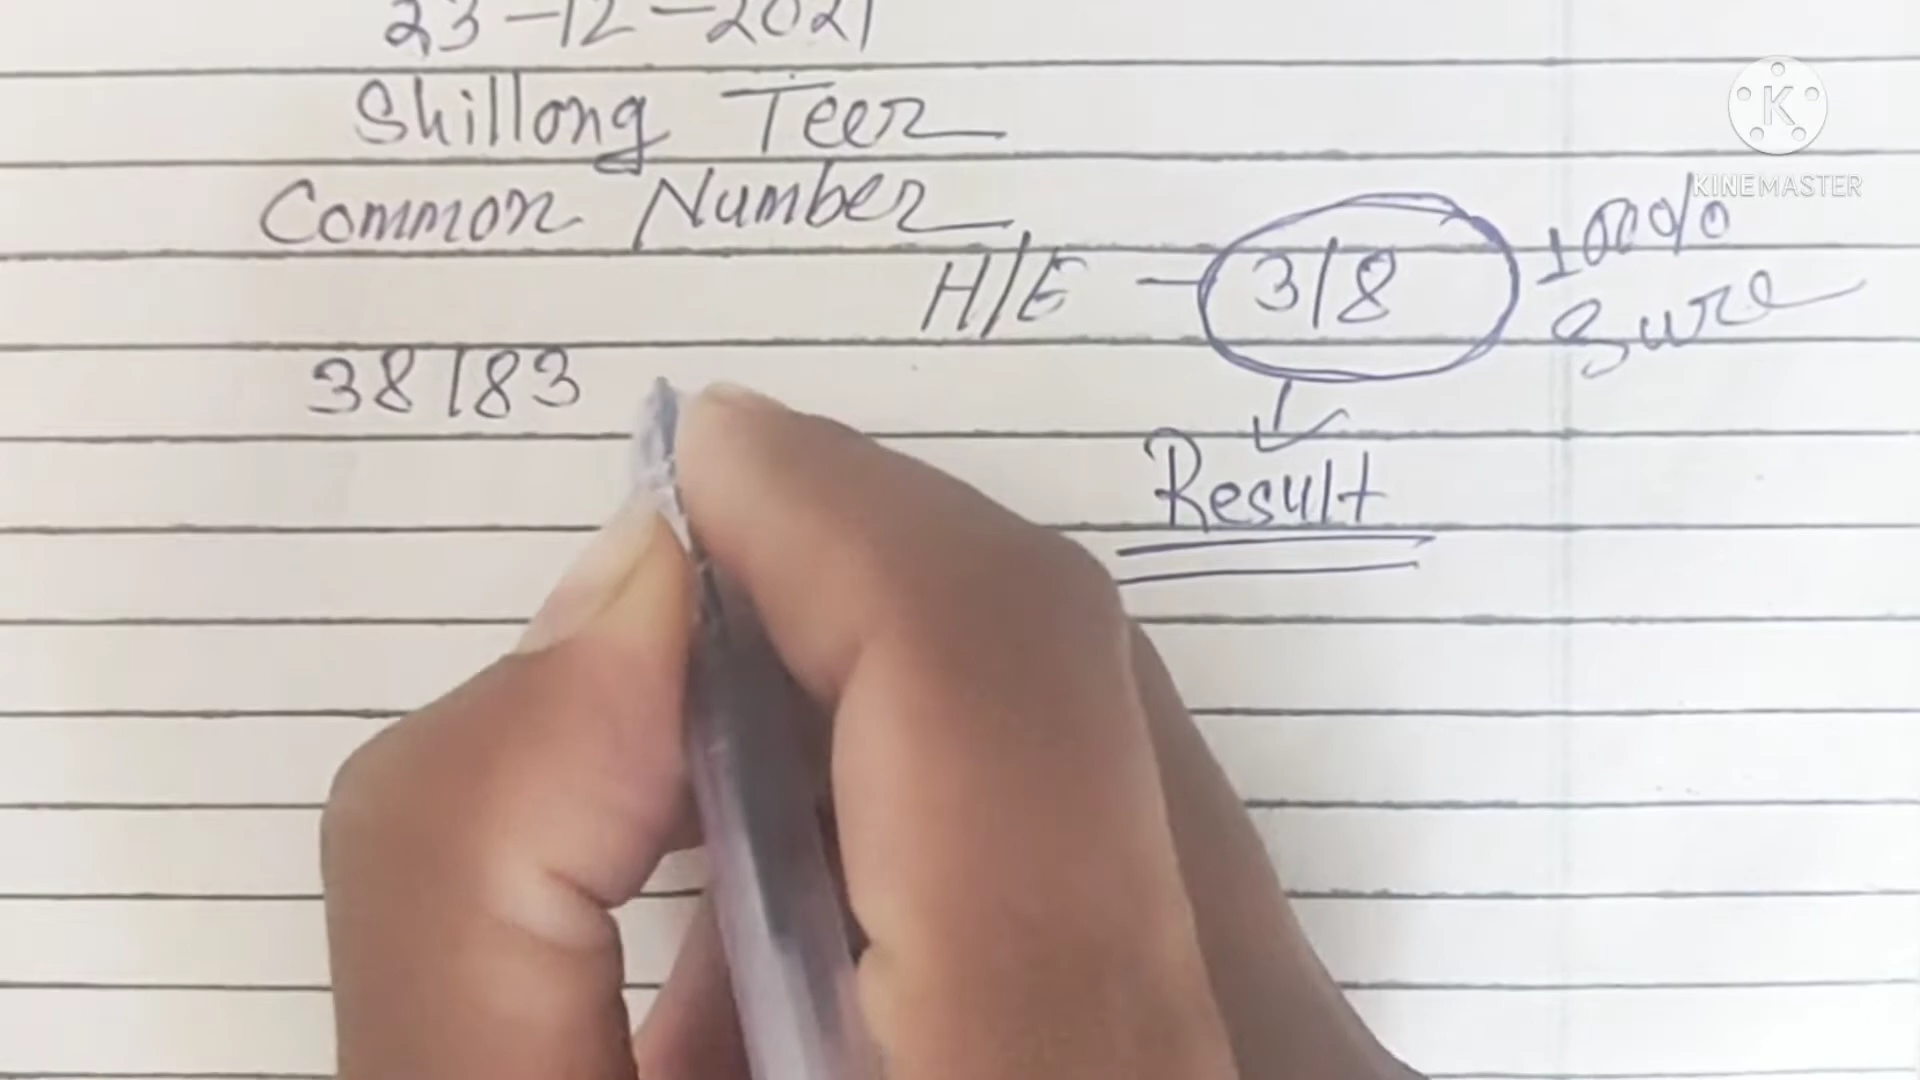 23-12-2021
Shillong Teer
Common Number
H/E - 3/8 100%
Sure
38/83
Result
K
KINEMASTER